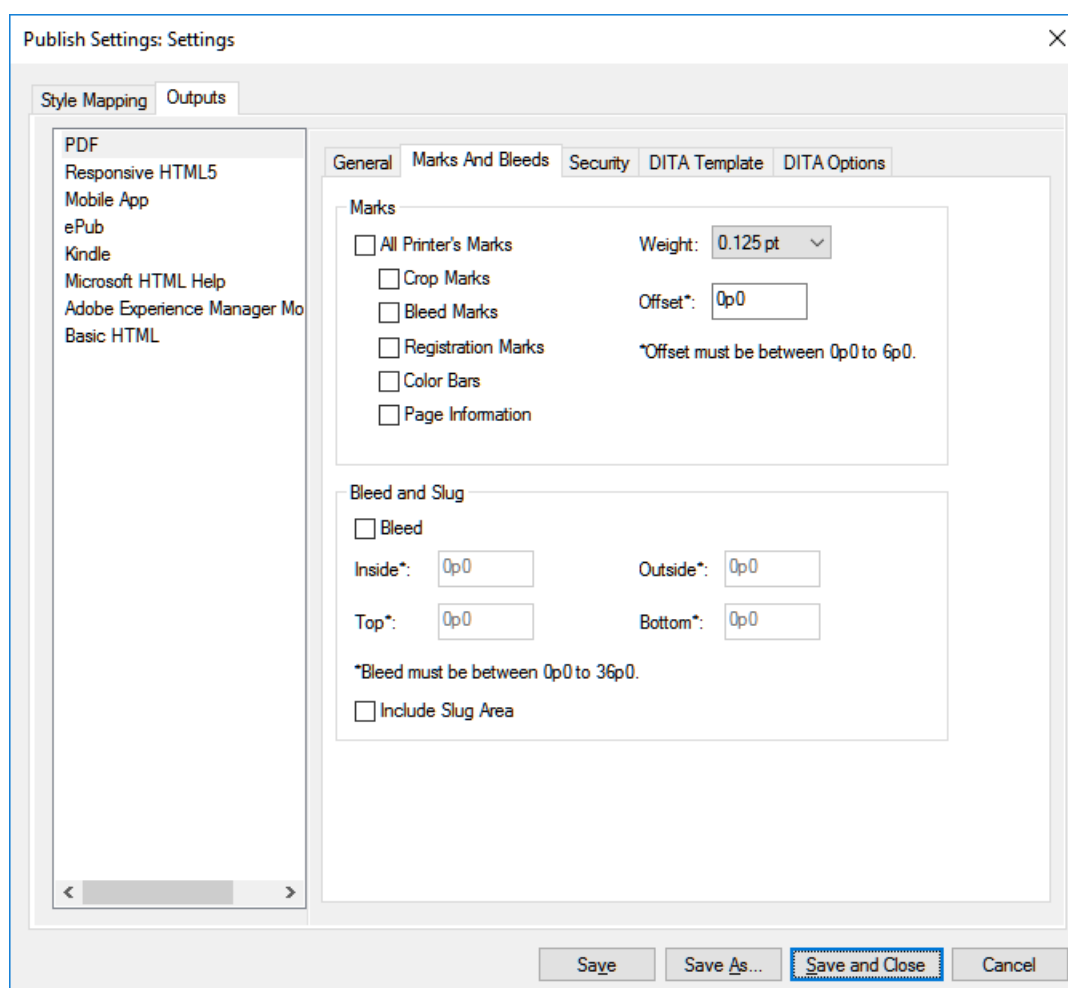 Publish Settings: Settings
Style Mapping Outputs
PDF
Responsive HTML5
Mobile App
ePub
Kindle
Microsoft HTML Help
Adobe Experience Manager Mo
Basic HTML
General Marks And Bleeds Security DITA Template DITA Options
Marks
All Printer's Marks Weight: 0.125 pt
Crop Marks
Bleed Marks Offset*: 0p0
Registration Marks *Offset must be between 0p0 to 6p0.
Color Bars
Page Information
Bleed and Slug
Bleed
Inside*: 0p0 Outside*: 0p0
Top*: 0p0 Bottom*: 0p0
*Bleed must be between 0p0 to 36p0.
Include Slug Area
Save Save As... Save and Close Cancel